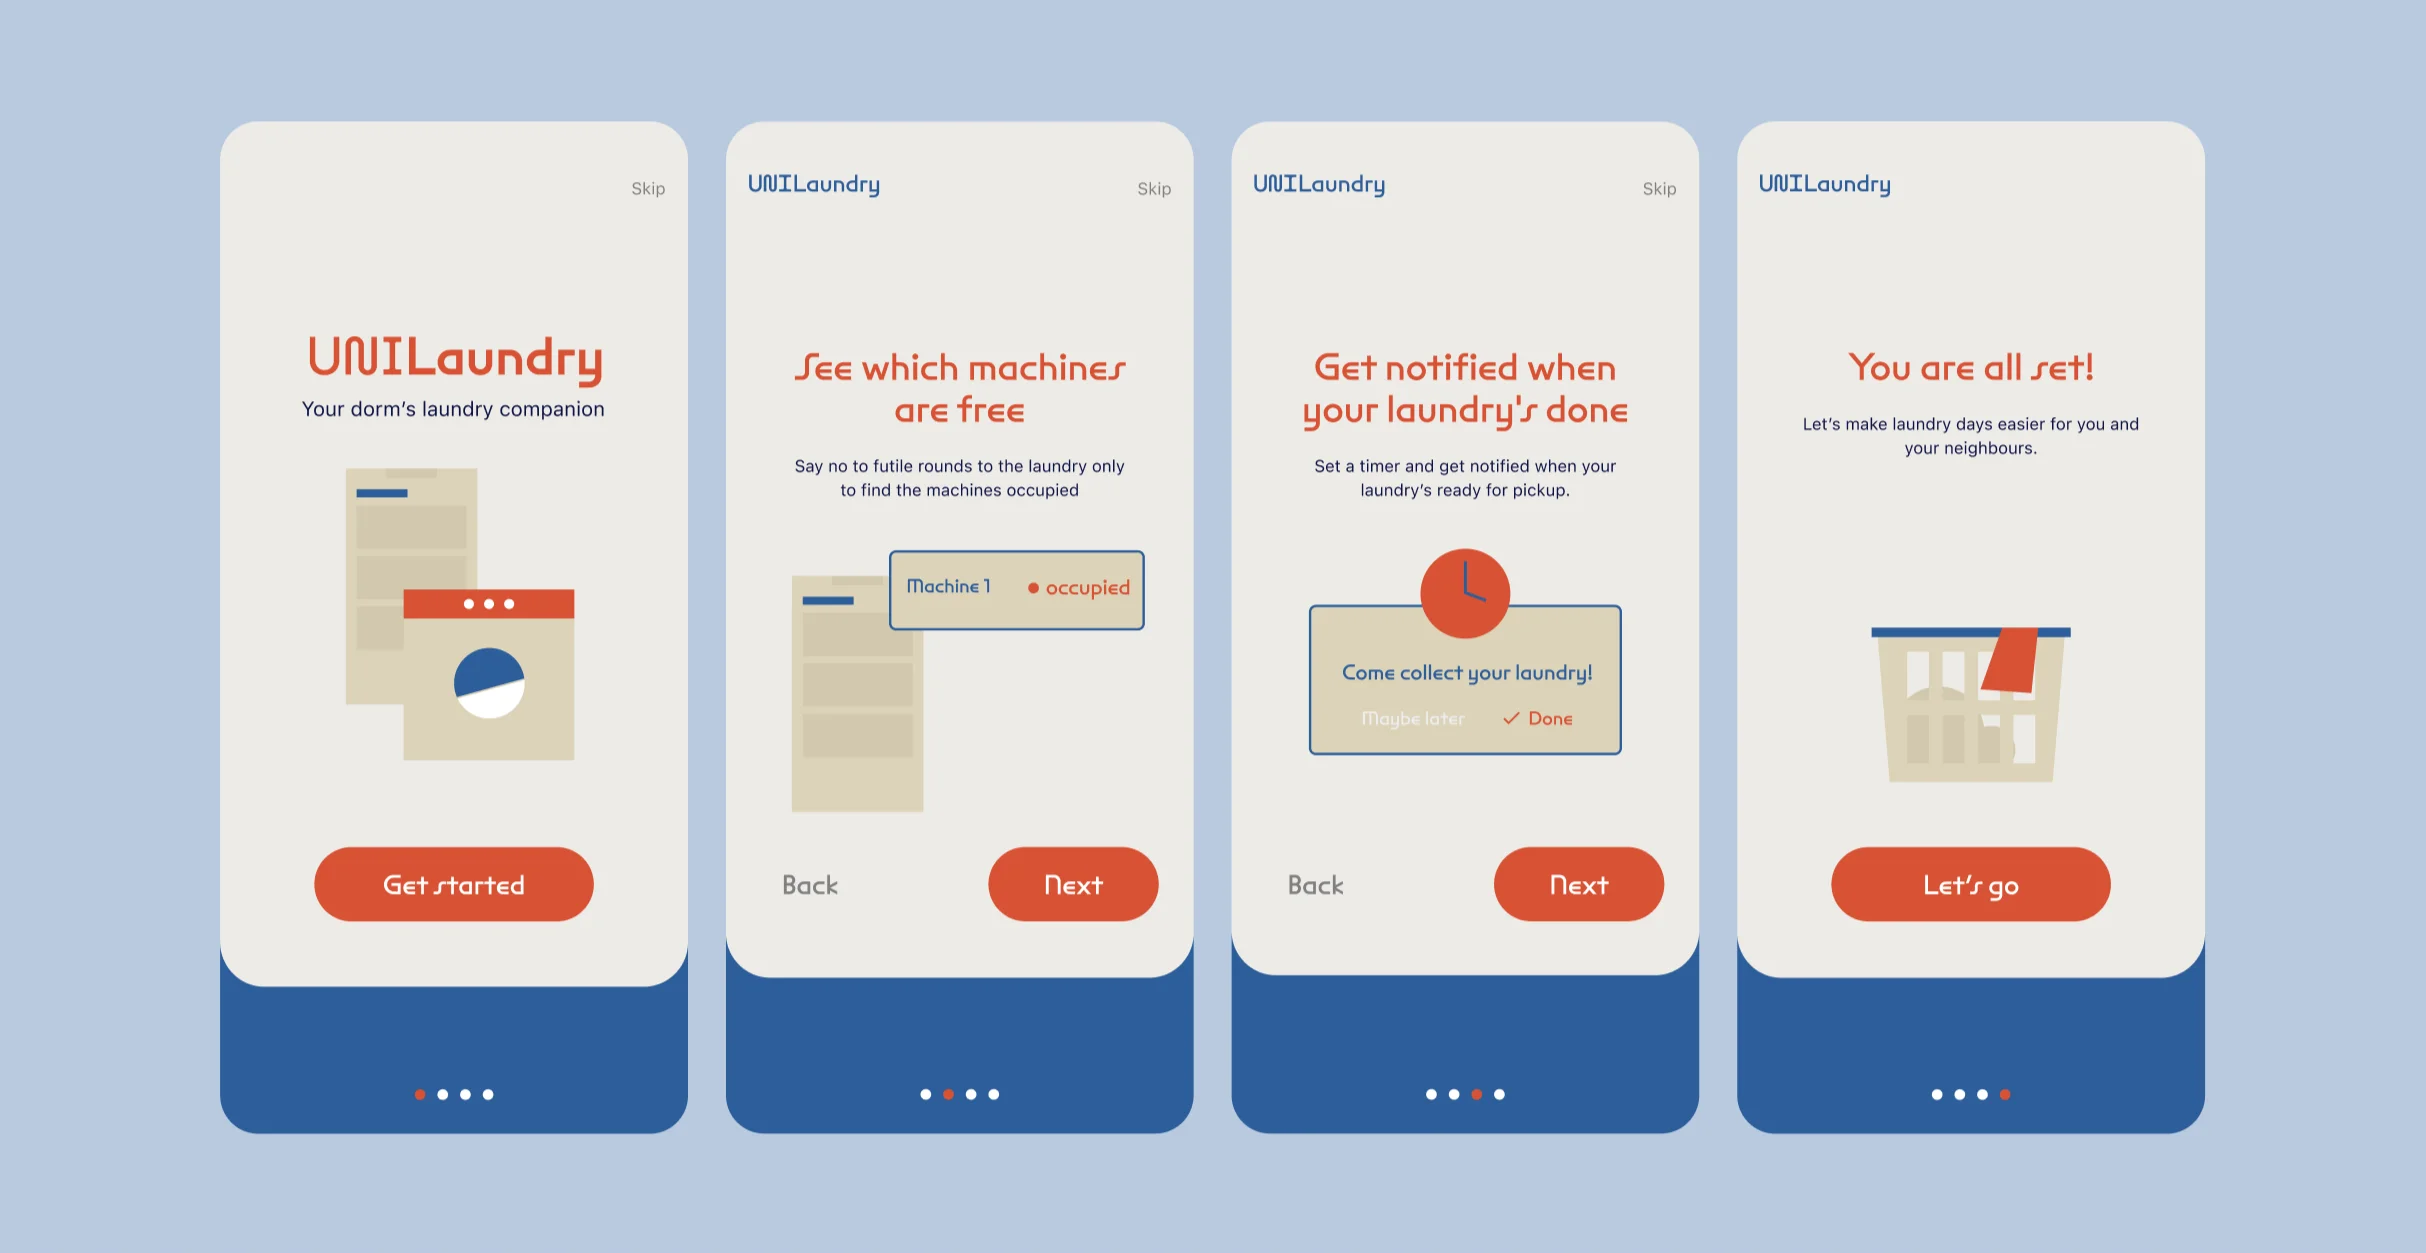 Skip
UNILaundry
Your dorm’s laundry companion
Get started
UNILaundry
Skip
See which machines
are free
Say no to futile rounds to the laundry only
to find the machines occupied
Machine 1
occupied
Back
Next
UNILaundry
Skip
Get notified when
your laundry's done
Set a timer and get notified when your
laundry’s ready for pickup.
Come collect your laundry!
Maybe later
Done
Back
Next
UNILaundry
You are all set!
Let’s make laundry days easier for you and
your neighbours.
Let’s go